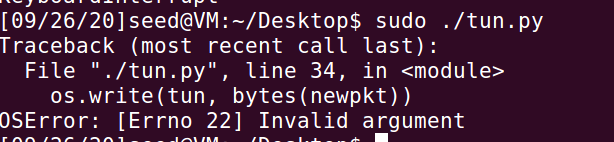 KeyboardInterrupt
[09/26/20]seed@VM:~/Desktop$ sudo ./tun.py
Traceback (most recent call last):
  File "./tun.py", line 34, in <module>
    os.write(tun, bytes(newpkt))
OSError: [Errno 22] Invalid argument
[09/26/20]seed@VM:~/Desktop$